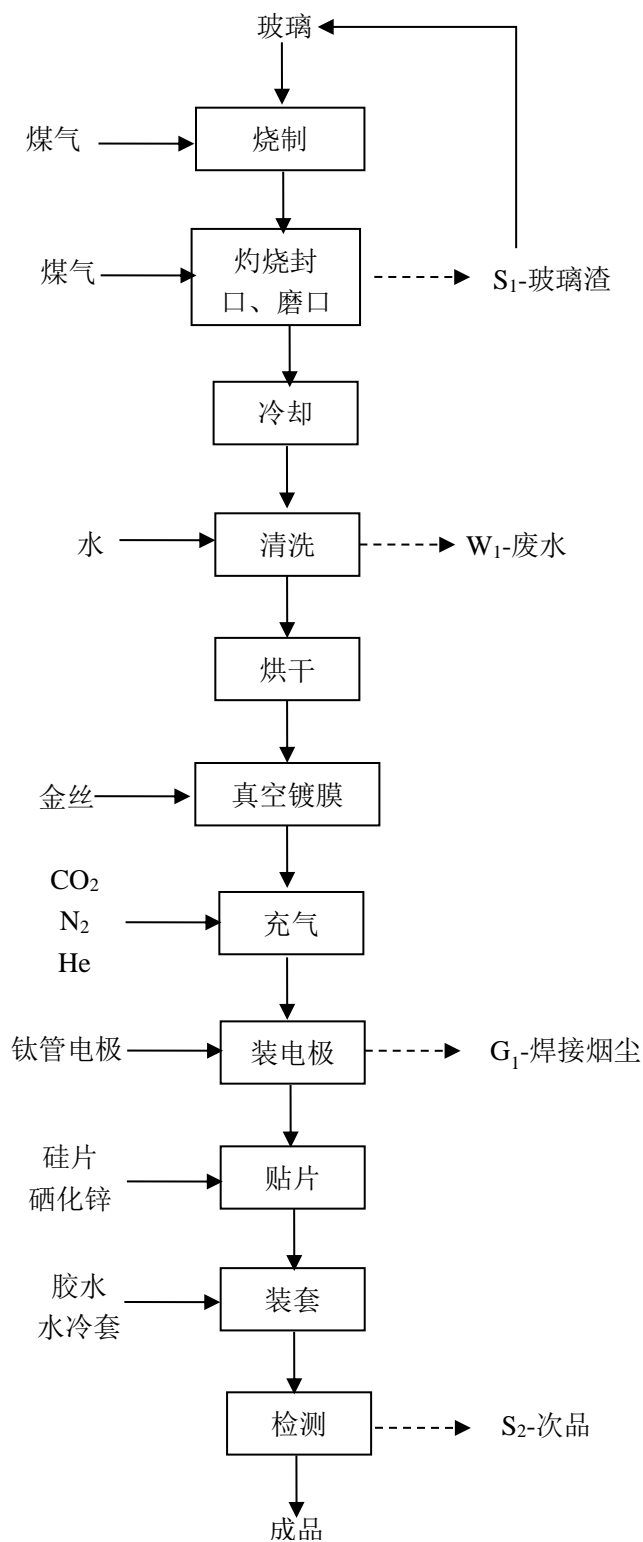 玻璃
煤气
烧制
煤气
灼烧封
口、磨口
S₁-玻璃渣
冷却
水
清洗
W₁-废水
烘干
金丝
真空镀膜
CO₂
N₂
He
充气
钛管电极
装电极
G₁-焊接烟尘
硅片
硒化锌
贴片
胶水
水冷套
装套
检测
S₂-次品
成品